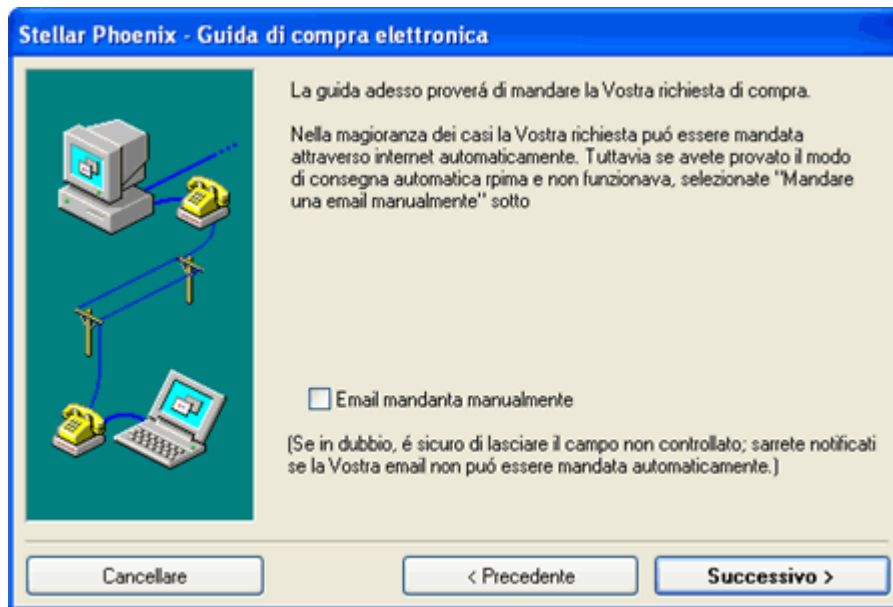 Stellar Phoenix - Guida di compra elettronica
La guida adesso proverá di mandare la Vostra richiesta di compra.
Nella magioranza dei casi la Vostra richiesta puó essere mandata
attraverso internet automaticamente. Tuttavia se avete provato il modo
di consegna automatica rpima e non funzionava, selezionate "Mandare
una email manualmente" sotto
Email mandanta manualmente
(Se in dubbio, é sicuro di lasciare il campo non controllato; sarrete notificati
se la Vostra email non puó essere mandata automaticamente.)
Cancellare
< Precedente
Successivo >